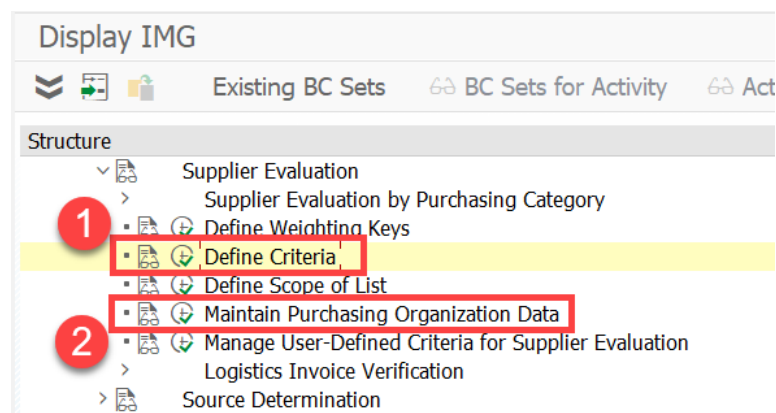 Display IMG
Existing BC Sets BC Sets for Activity Act
Structure
Supplier Evaluation
Supplier Evaluation by Purchasing Category
1
Define Weighting Keys
Define Criteria
Define Scope of List
Maintain Purchasing Organization Data
2
Manage User-Defined Criteria for Supplier Evaluation
Logistics Invoice Verification
Source Determination